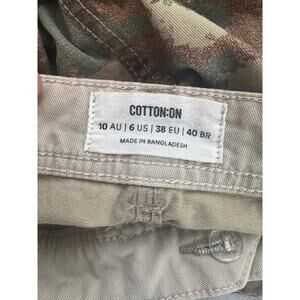 COTTON:ON
10 AU | 6 US | 38 EU | 40 BR
MADE IN BANGLADESH